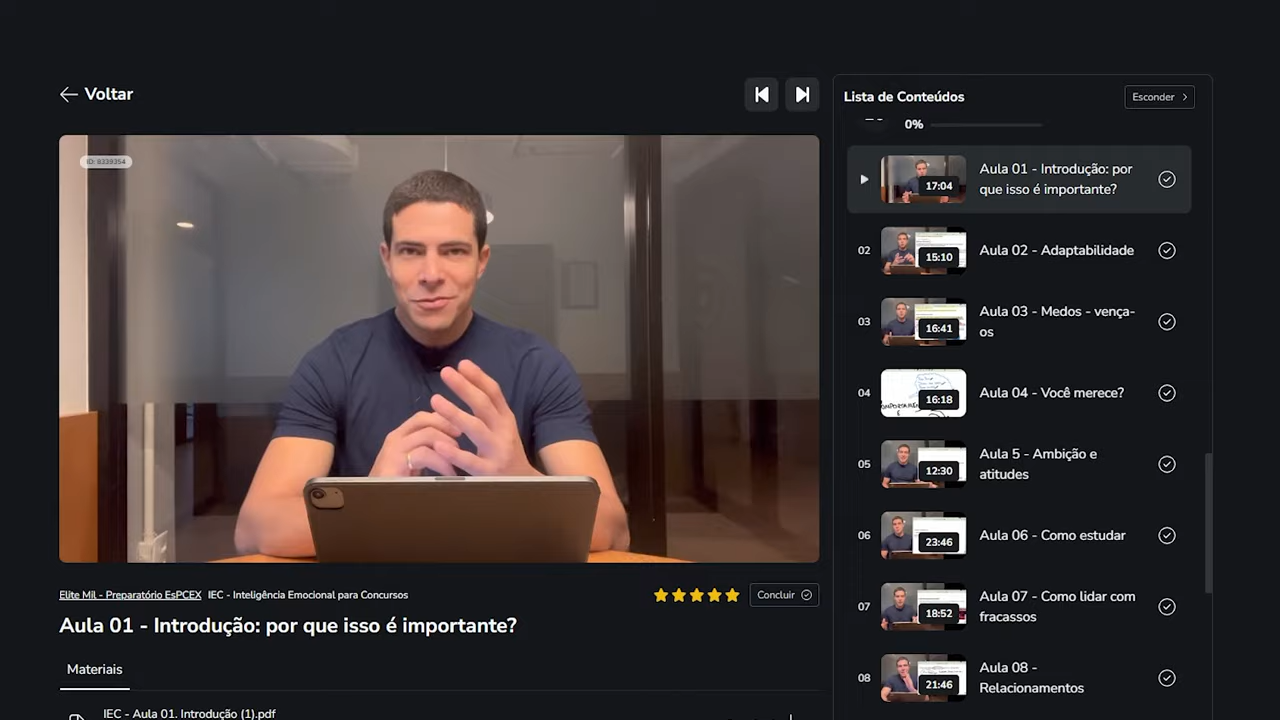 Voltar
ID: 8339354
Elite Mil - Preparatório EsPCEX IEC - Inteligência Emocional para Concursos
Concluir
Aula 01 - Introdução: por que isso é importante?
Materiais
IEC - Aula 01. Introdução (1).pdf
Lista de Conteúdos
Esconder
0%
17:04
Aula 01 - Introdução: por
que isso é importante?
02
15:10
Aula 02 - Adaptabilidade
03
16:41
Aula 03 - Medos - vença-
os
04
16:18
Aula 04 - Você merece?
05
12:30
Aula 5 - Ambição e
atitudes
06
23:46
Aula 06 - Como estudar
07
18:52
Aula 07 - Como lidar com
fracassos
08
21:46
Aula 08 -
Relacionamentos